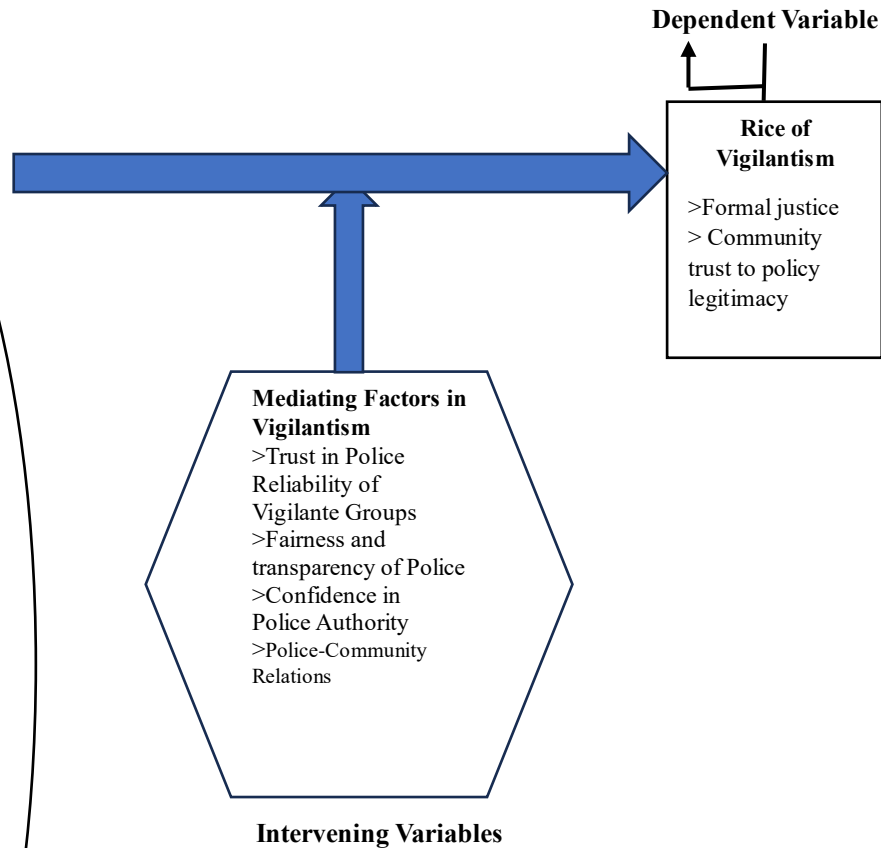 Dependent Variable
Rice of
Vigilantism
>Formal justice
> Community
trust to policy
legitimacy
Mediating Factors in
Vigilantism
>Trust in Police
Reliability of
Vigilante Groups
>Fairness and
transparency of Police
>Confidence in
Police Authority
>Police-Community
Relations
Intervening Variables